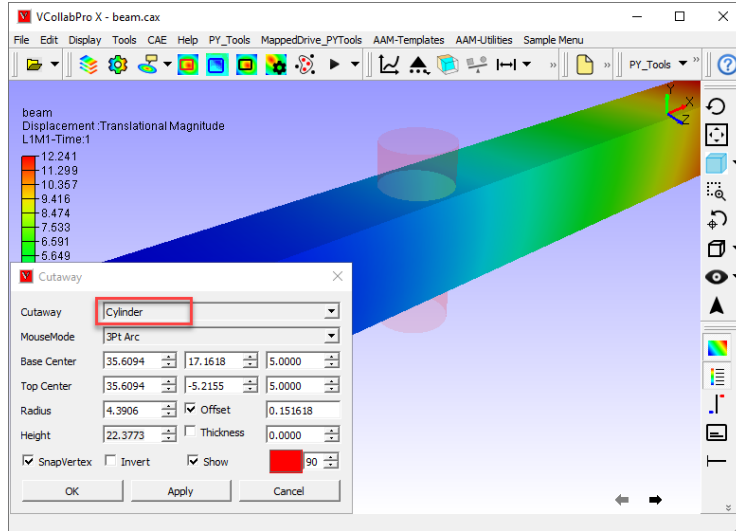 VCollabPro X - beam.cax
File Edit Display Tools CAE Help PY_Tools MappedDrive_PYTools AAM-Templates AAM-Utilities Sample Menu
PY_Tools
beam
Displacement :Translational Magnitude
L1M1-Time:1
12.241
11.299
10.357
9.416
8.474
7.533
6.591
5.649
Y
X
Z
Cutaway
Cutaway Cylinder
MouseMode 3Pt Arc
Base Center 35.6094 17.1618 5.0000
Top Center 35.6094 -5.2155 5.0000
Radius 4.3906 Offset 0.151618
Height 22.3773 Thickness 0.0000
SnapVertex Invert Show 90
OK Apply Cancel